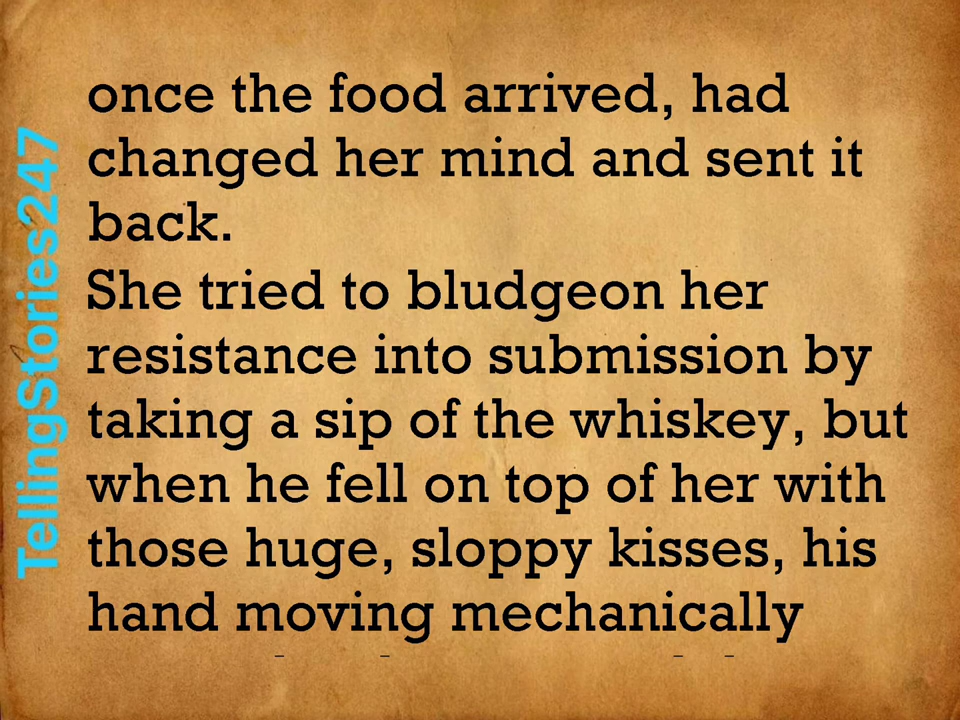 once the food arrived, had
changed her mind and sent it
back.
She tried to bludgeon her
resistance into submission by
taking a sip of the whiskey, but
when he fell on top of her with
those huge, sloppy kisses, his
hand moving mechanically
TellingStories247